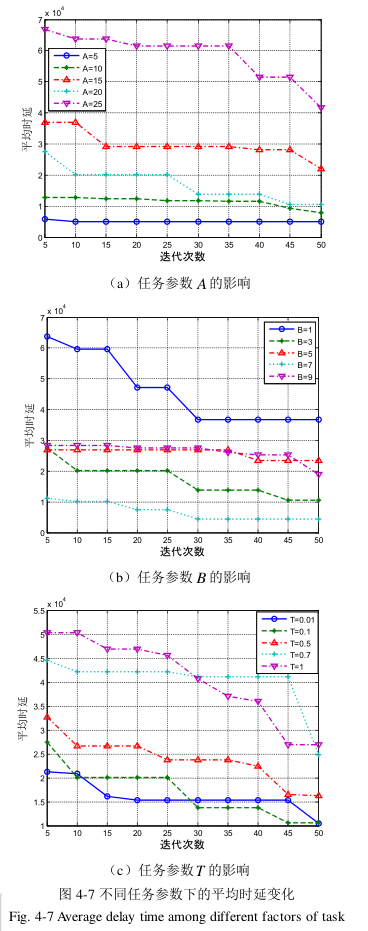 x 10⁴
7
6
5
4
3
2
1
0
平均时延
A=5
A=10
A=15
A=20
A=25
5 10 15 20 25 30 35 40 45 50
迭代次数
（a）任务参数 A 的影响
x 10⁴
7
6
5
4
3
2
1
0
平均时延
B=1
B=3
B=5
B=7
B=9
5 10 15 20 25 30 35 40 45 50
迭代次数
（b）任务参数 B 的影响
x 10⁴
5.5
5
4.5
4
3.5
3
2.5
2
1.5
1
平均时延
T=0.01
T=0.1
T=0.5
T=0.7
T=1
5 10 15 20 25 30 35 40 45 50
迭代次数
（c）任务参数 T 的影响
图 4-7 不同任务参数下的平均时延变化
Fig. 4-7 Average delay time among different factors of task